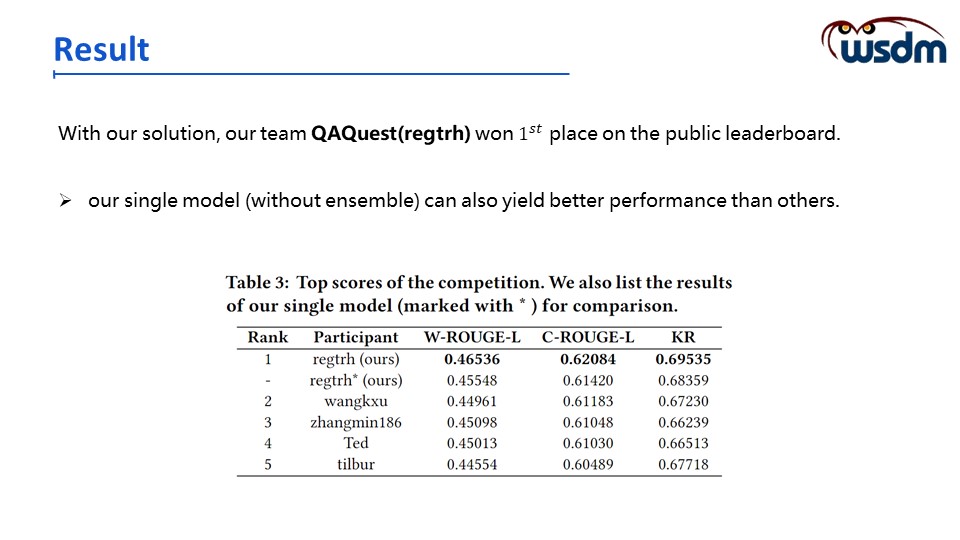 Result
wsdm
With our solution, our team QAQuest(regtrh) won 1st place on the public leaderboard.
➢ our single model (without ensemble) can also yield better performance than others.
Table 3: Top scores of the competition. We also list the results
of our single model (marked with * ) for comparison.
Rank Participant W-ROUGE-L C-ROUGE-L KR
1 regtrh (ours) 0.46536 0.62084 0.69535
- regtrh* (ours) 0.45548 0.61420 0.68359
2 wangkxu 0.44961 0.61183 0.67230
3 zhangmin186 0.45098 0.61048 0.66239
4 Ted 0.45013 0.61030 0.66513
5 tilbur 0.44554 0.60489 0.67718